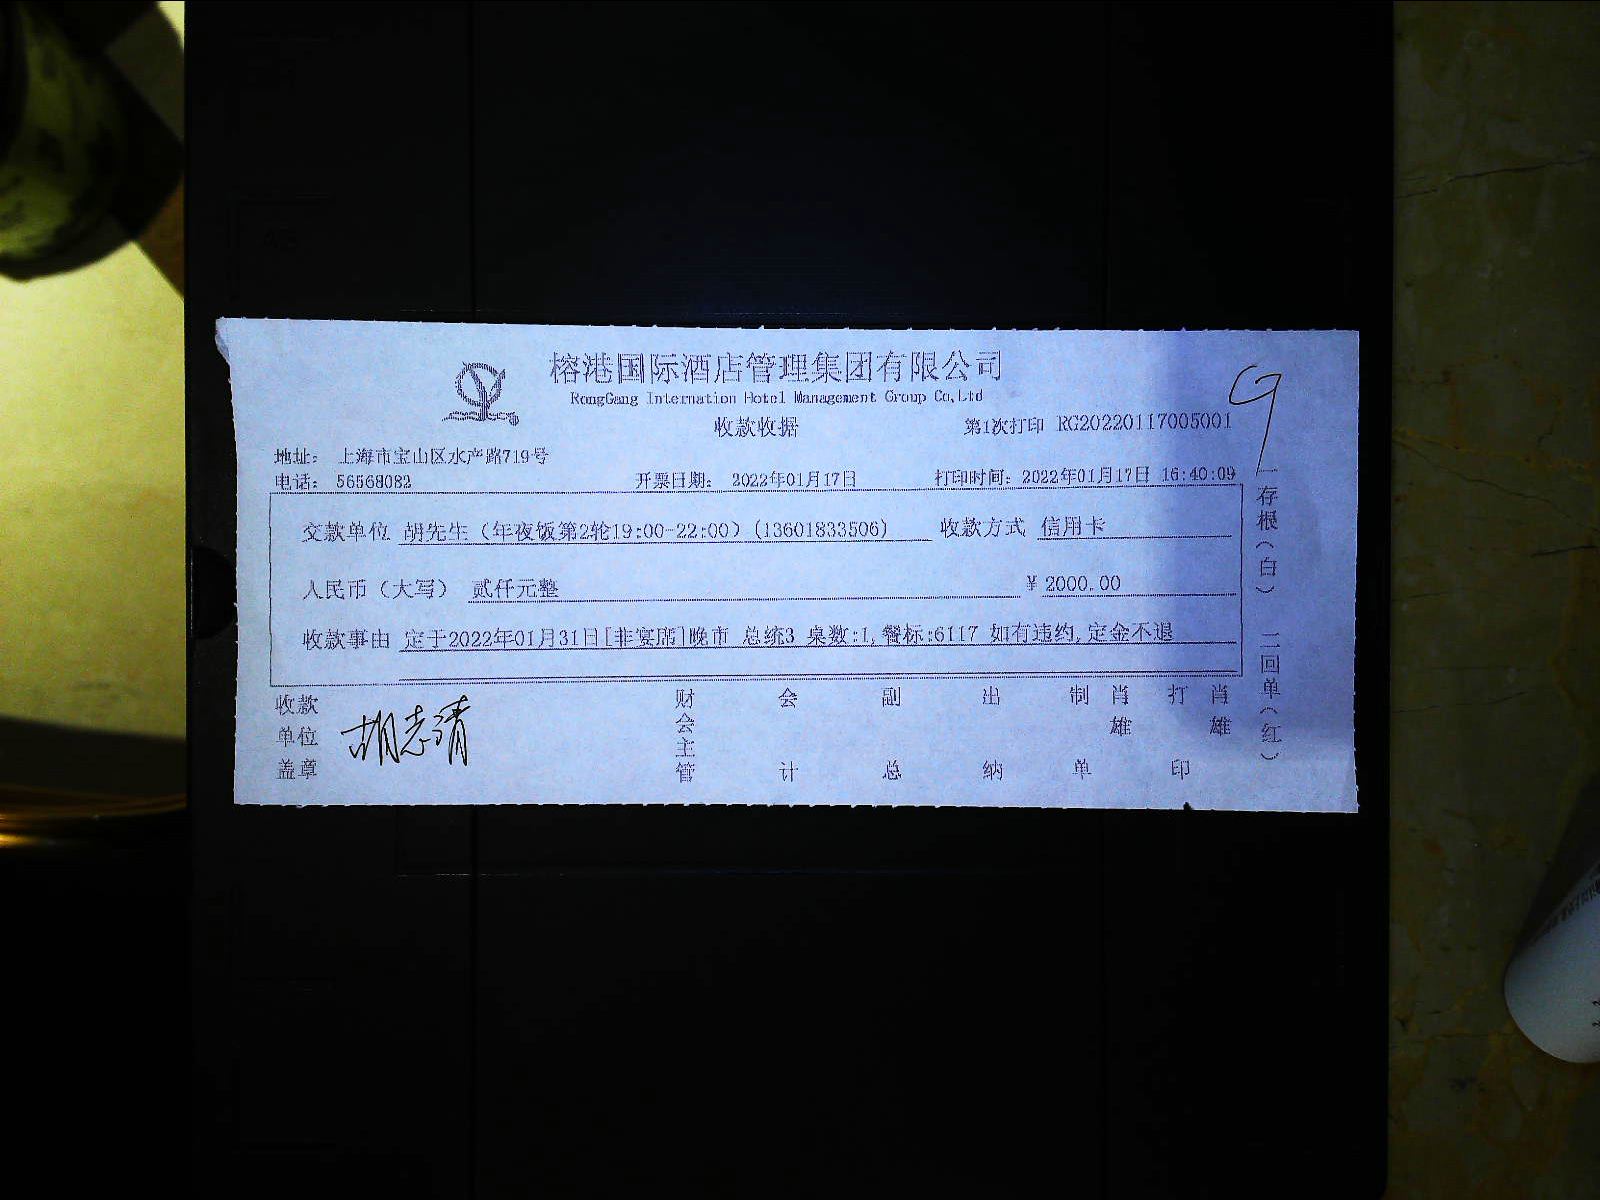 榕港国际酒店管理集团有限公司
RongGang Internation Hotel Management Group Co,Ltd
收款收据
第1次打印 RG20220117005001
地址： 上海市宝山区水产路719号
电话： 56568082 开票日期： 2022年01月17日 打印时间：2022年01月17日 16:40:09
交款单位 胡先生（年夜饭第2轮19:00-22:00）(13601833506) 收款方式 信用卡
人民币（大写） 贰仟元整 ¥ 2000.00
收款事由 定于2022年01月31日[非宴席]晚市 总统3 桌数:1,餐标:6117 如有违约,定金不退
收款单位盖章 胡志清 财会主管 会计 副总 出纳 制单 肖雄 打印 肖雄
一存根（白） 二回单（红）